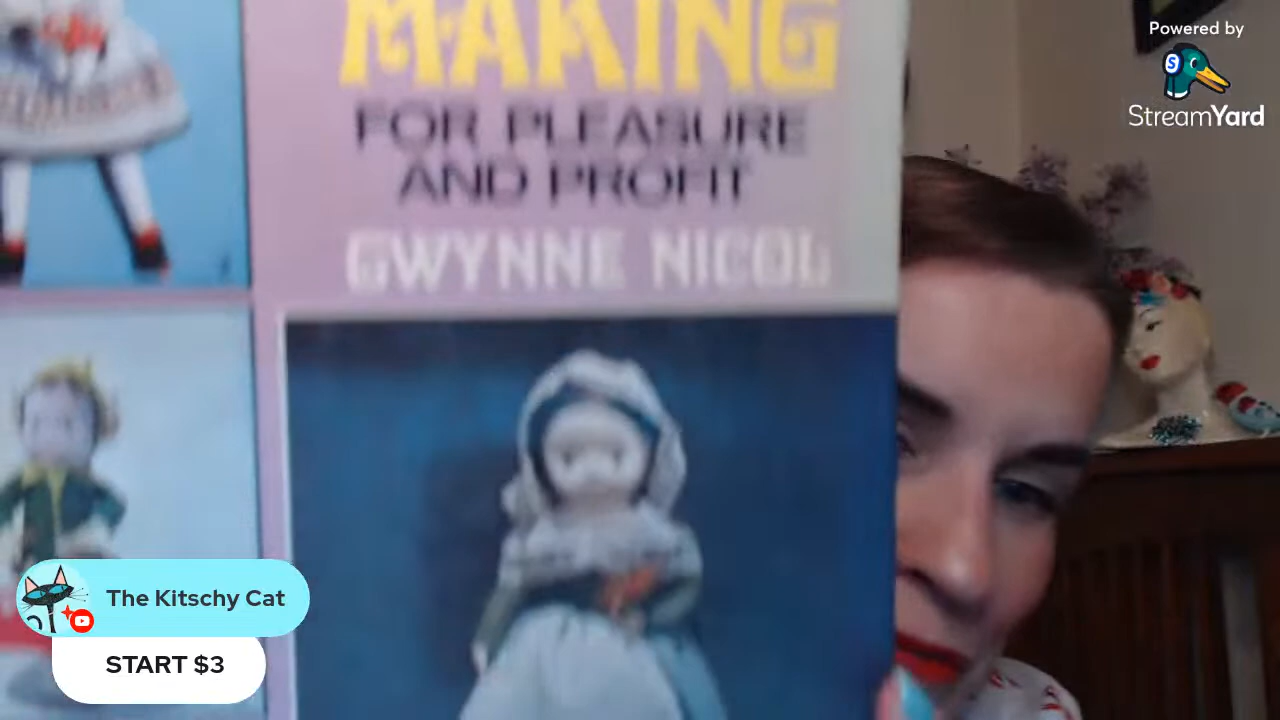 MAKING
FOR PLEASURE
AND PROFIT
GWYNNE NICOL
Powered by
StreamYard
The Kitschy Cat
START $3